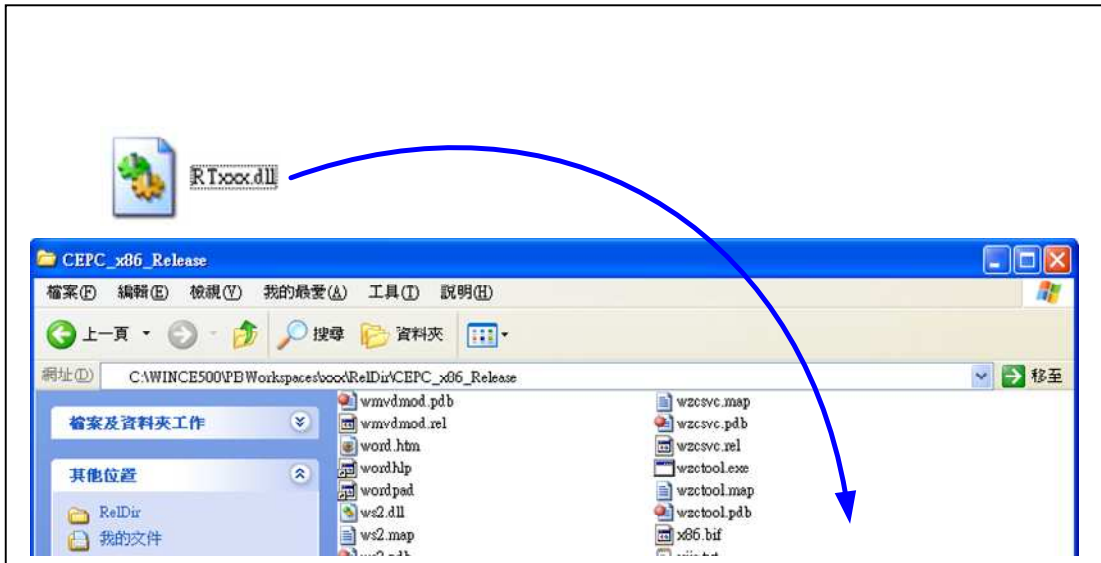 RTxxx.dll
CEPC_x86_Release
檔案(F) 編輯(E) 檢視(V) 我的最愛(A) 工具(T) 說明(H)
上一頁 搜尋 資料夾
網址(D) C:\WINCE500\PBWorkspaces\xxx\RelDir\CEPC_x86_Release 移至
檔案及資料夾工作
其他位置
RelDir
我的文件
wmvdmod.pdb
wmvdmod.rel
word.htm
wordhlp
wordpad
ws2.dll
ws2.map
wzcsvc.map
wzcsvc.pdb
wzcsvc.rel
wzctool.exe
wzctool.map
wzctool.pdb
x86.bif